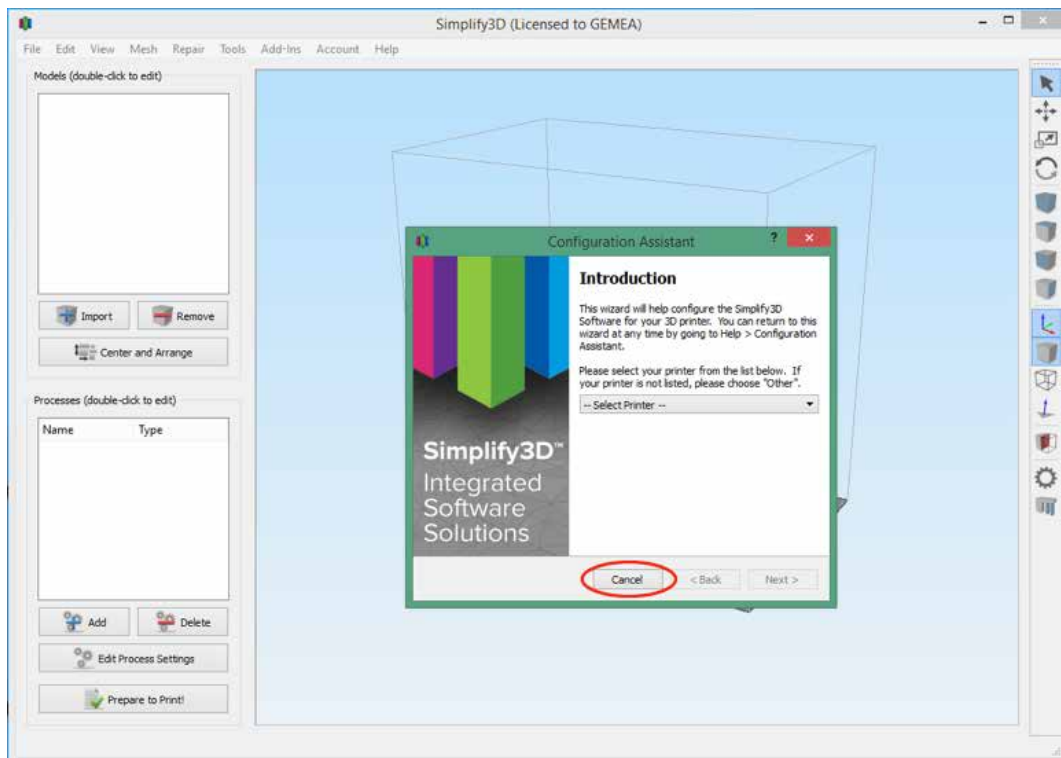 Simplify3D (Licensed to GEMEA)
File Edit View Mesh Repair Tools Add-Ins Account Help
Models (double-click to edit)
Import Remove
Center and Arrange
Processes (double-click to edit)
Name Type
Add Delete
Edit Process Settings
Prepare to Print!
Configuration Assistant ?
Simplify3D™
Integrated
Software
Solutions
Introduction
This wizard will help configure the Simplify3D
Software for your 3D printer. You can return to this
wizard at any time by going to Help > Configuration
Assistant.
Please select your printer from the list below. If
your printer is not listed, please choose "Other".
-- Select Printer --
Cancel < Back Next >